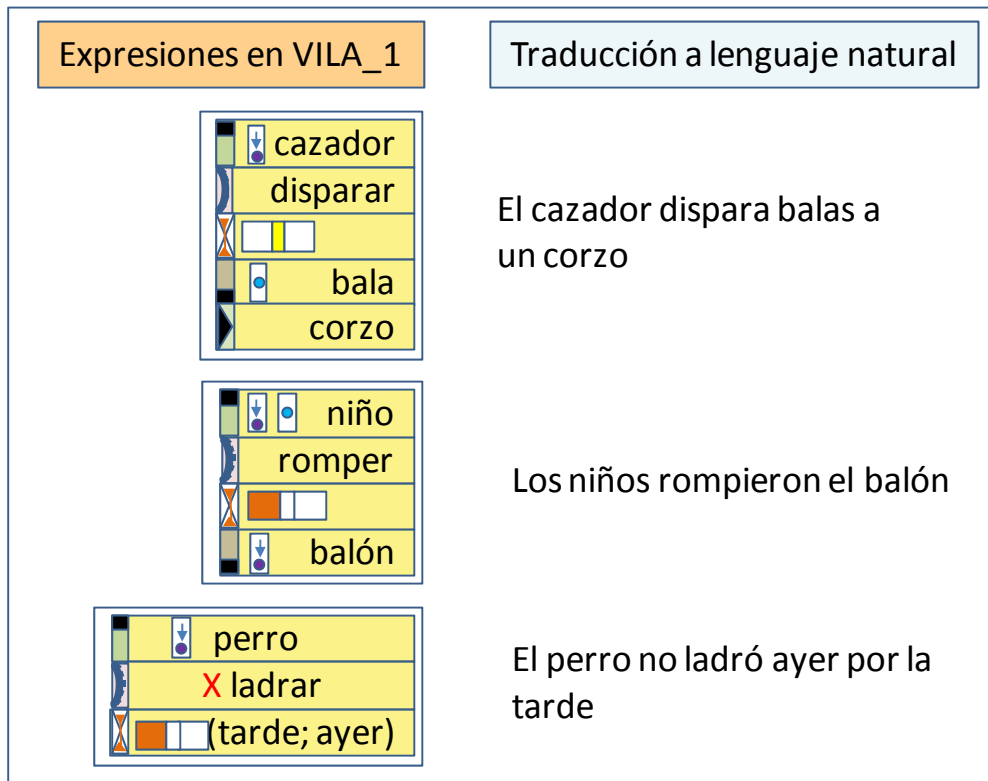 Expresiones en VILA_1
Traducción a lenguaje natural
cazador
disparar
bala
corzo
El cazador dispara balas a
un corzo
niño
romper
balón
Los niños rompieron el balón
perro
X ladrar
(tarde; ayer)
El perro no ladró ayer por la
tarde